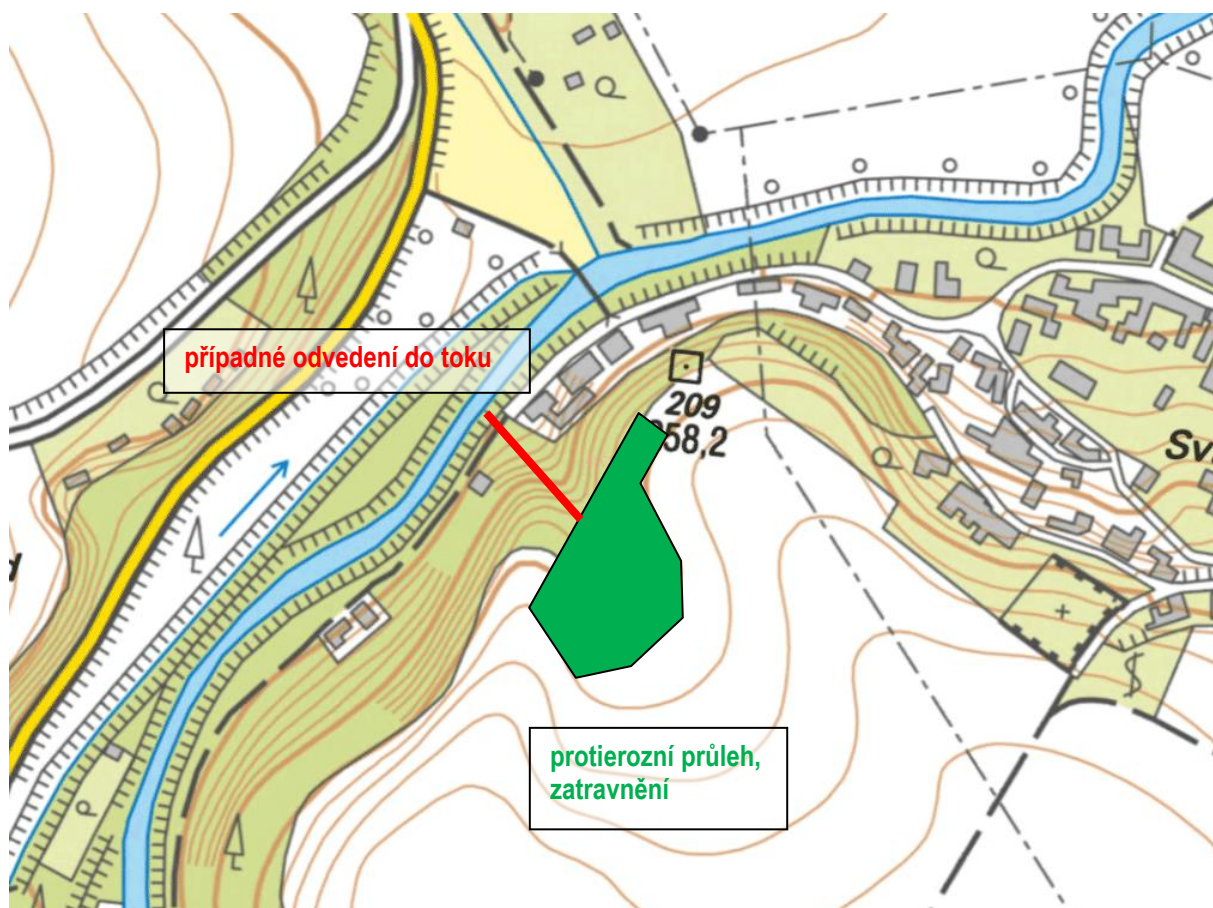 případné odvedení do toku
209
58,2
Sv
protierozní průleh,
zatravnění